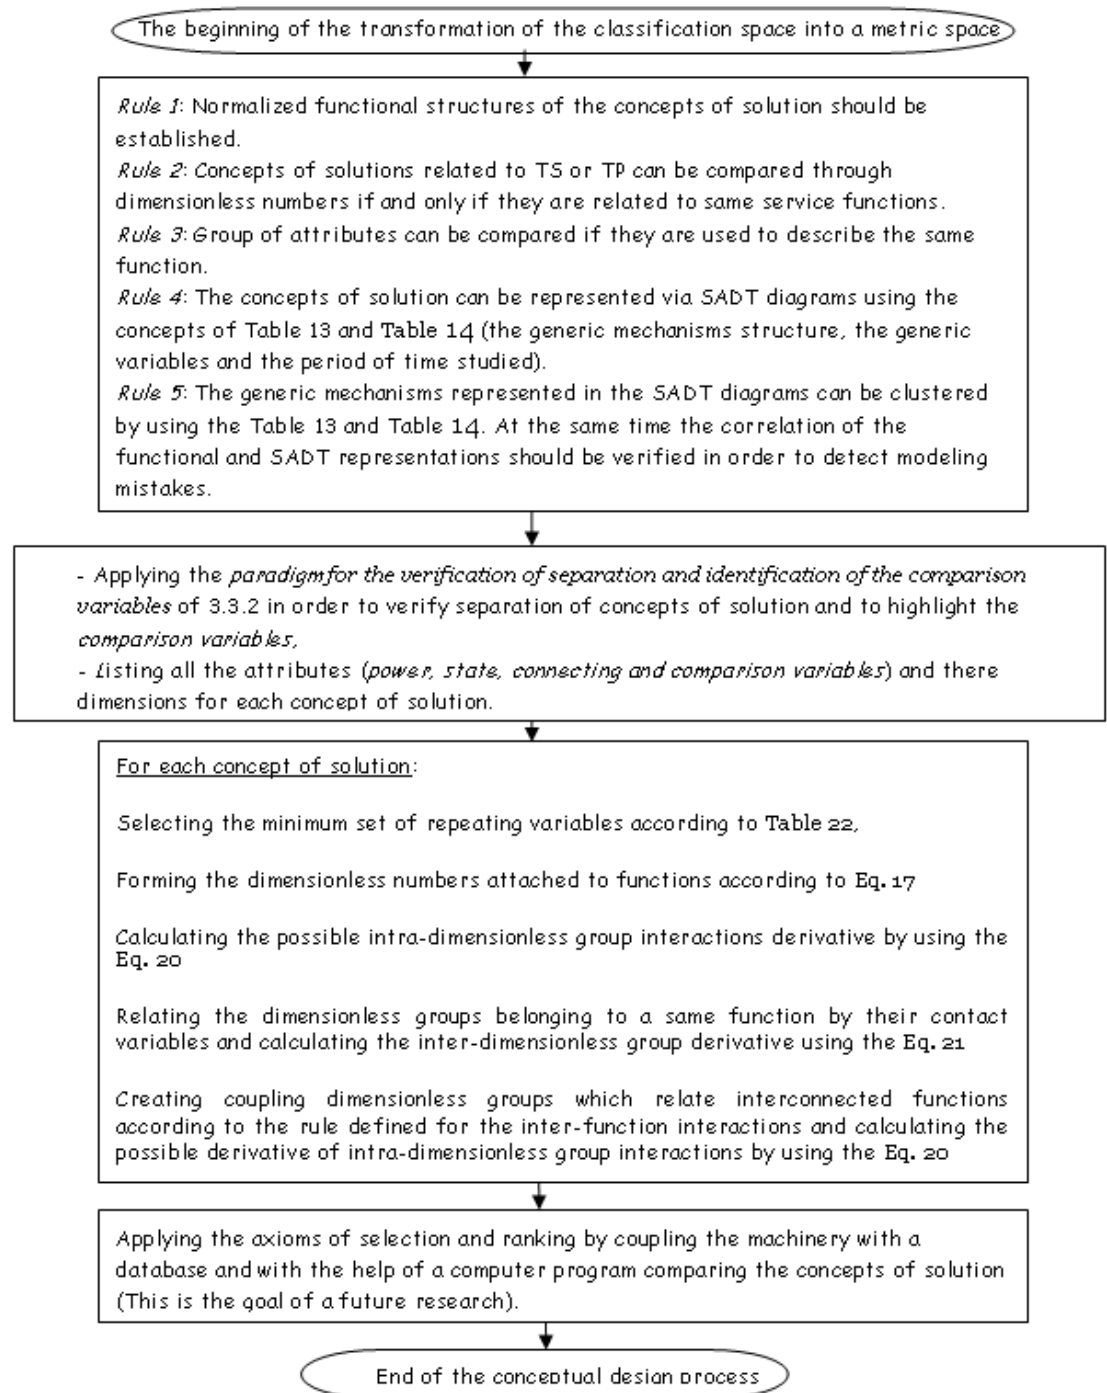 The beginning of the transformation of the classification space into a metric space
Rule 1: Normalized functional structures of the concepts of solution should be
established.
Rule 2: Concepts of solutions related to TS or TP can be compared through
dimensionless numbers if and only if they are related to same service functions.
Rule 3: Group of attributes can be compared if they are used to describe the same
function.
Rule 4: The concepts of solution can be represented via SADT diagrams using the
concepts of Table 13 and Table 14 (the generic mechanisms structure, the generic
variables and the period of time studied).
Rule 5: The generic mechanisms represented in the SADT diagrams can be clustered
by using the Table 13 and Table 14. At the same time the correlation of the
functional and SADT representations should be verified in order to detect modeling
mistakes.
- Applying the paradigm for the verification of separation and identification of the comparison
variables of 3.3.2 in order to verify separation of concepts of solution and to highlight the
comparison variables,
- Listing all the attributes (power, state, connecting and comparison variables) and there
dimensions for each concept of solution.
For each concept of solution:
Selecting the minimum set of repeating variables according to Table 22,
Forming the dimensionless numbers attached to functions according to Eq. 17
Calculating the possible intra-dimensionless group interactions derivative by using the
Eq. 20
Relating the dimensionless groups belonging to a same function by their contact
variables and calculating the inter-dimensionless group derivative using the Eq. 21
Creating coupling dimensionless groups which relate interconnected functions
according to the rule defined for the inter-function interactions and calculating the
possible derivative of intra-dimensionless group interactions by using the Eq. 20
Applying the axioms of selection and ranking by coupling the machinery with a
database and with the help of a computer program comparing the concepts of solution
(This is the goal of a future research).
End of the conceptual design process